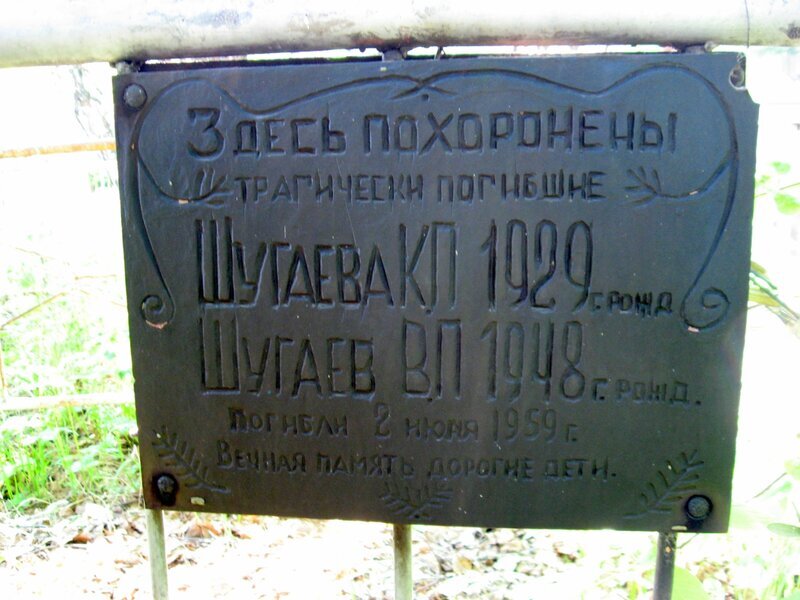 Здесь похоронены
трагически погибшие
Шугаева К.П 1929 г. рожд
Шугаев В.П 1948 г. рожд.
Погибли 2 июня 1959 г.
Вечная память дорогие дети.